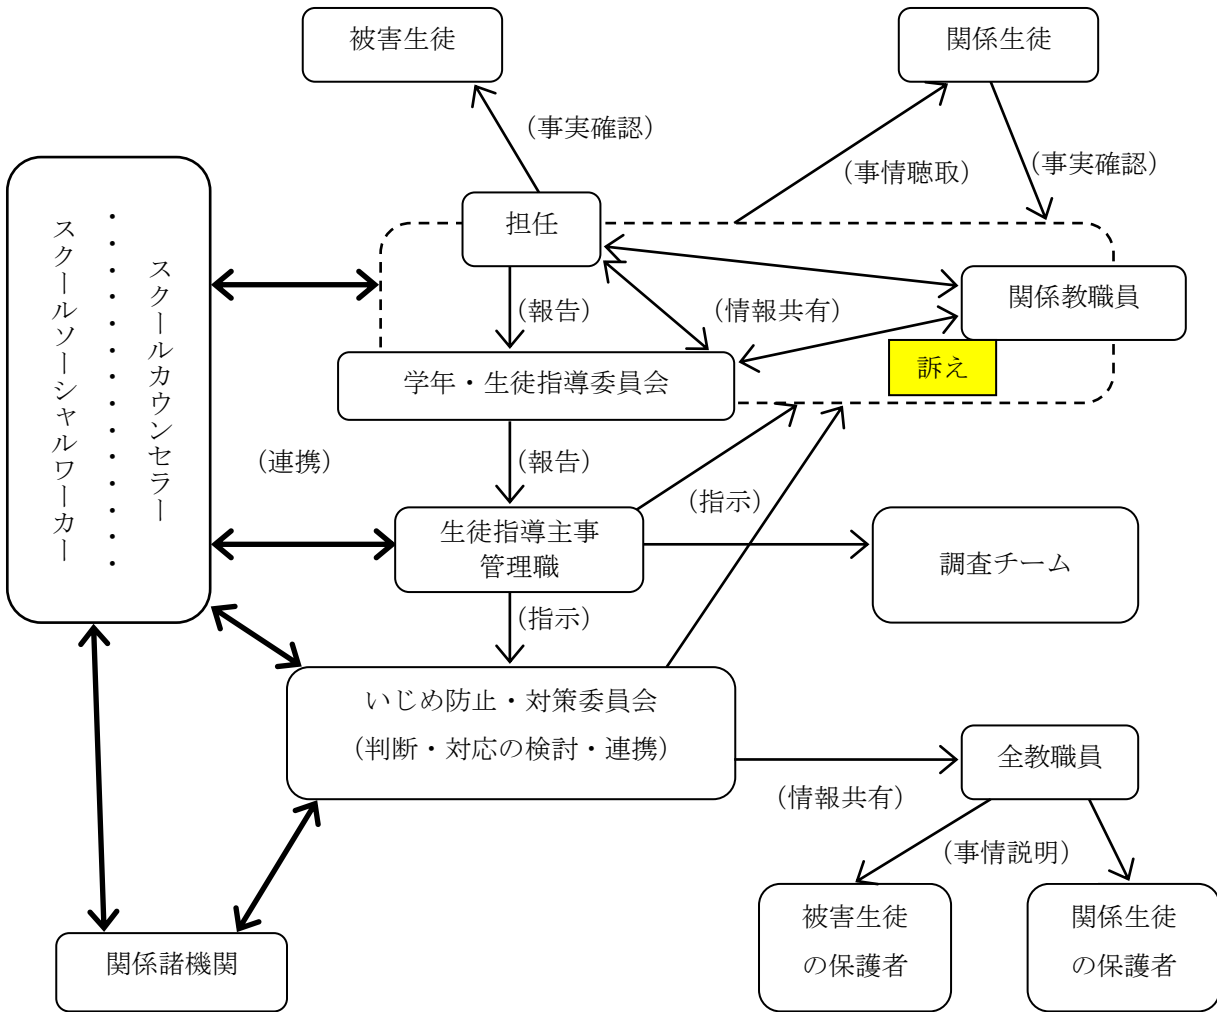 被害生徒
関係生徒
(事実確認)
(事情聴取)
(事実確認)
担任
スクールカウンセラー
・・・・・・・・・・・・・・・・
スクールソーシャルワーカー
(報告)
(情報共有)
関係教職員
訴え
学年・生徒指導委員会
(連携)
(報告)
(指示)
生徒指導主事
管理職
調査チーム
(指示)
いじめ防止・対策委員会
(判断・対応の検討・連携)
全教職員
(情報共有)
(事情説明)
被害生徒
の保護者
関係生徒
の保護者
関係諸機関